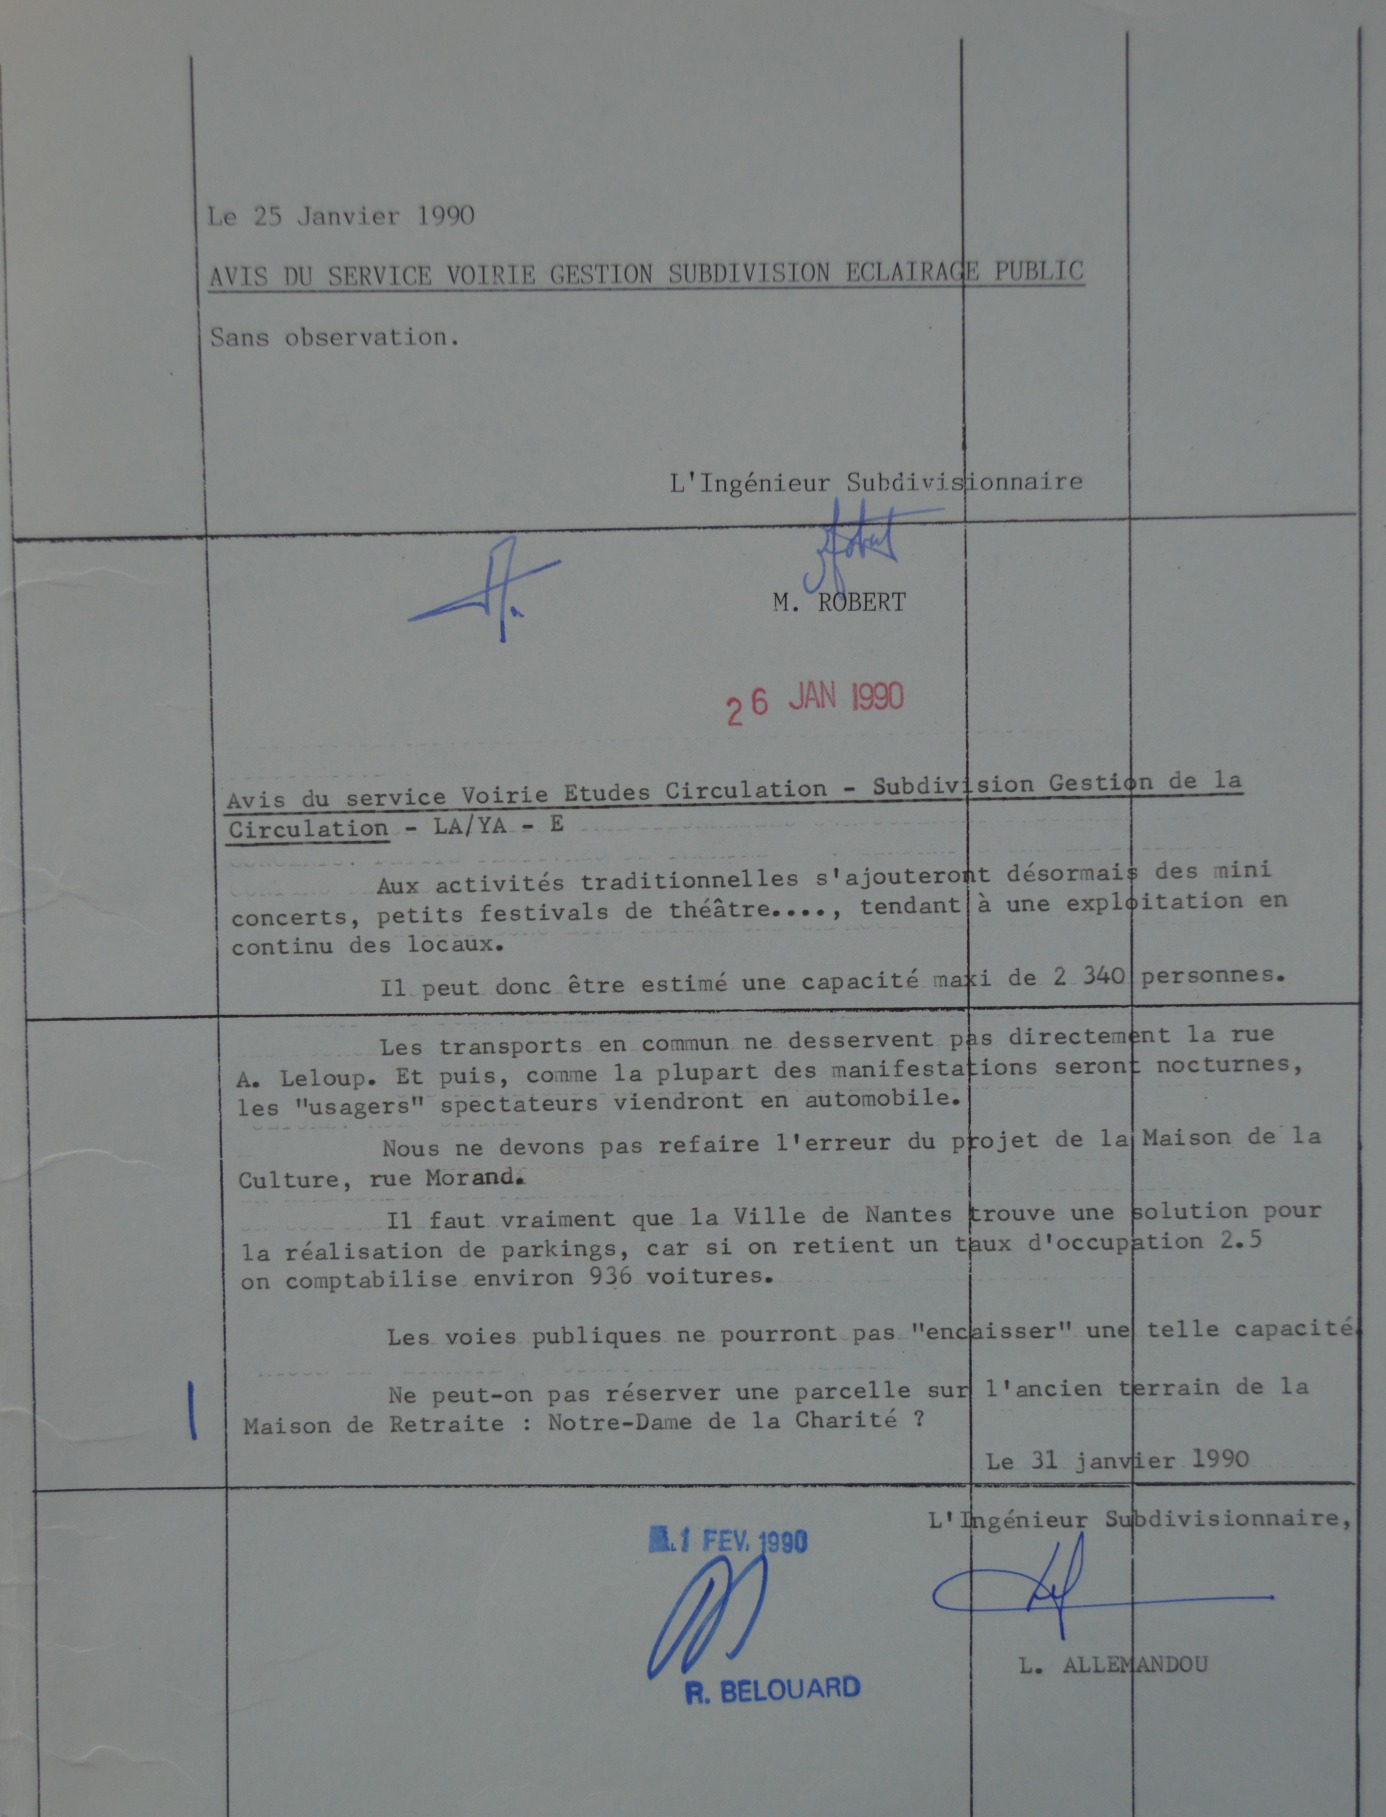 Le 25 Janvier 1990
AVIS DU SERVICE VOIRIE GESTION SUBDIVISION ECLAIRAGE PUBLIC
Sans observation.
L'Ingénieur Subdivisionnaire
M. ROBERT
26 JAN 1990
Avis du service Voirie Etudes Circulation - Subdivision Gestion de la
Circulation - LA/YA - E
Aux activités traditionnelles s'ajouteront désormais des mini
concerts, petits festivals de théâtre...., tendant à une exploitation en
continu des locaux.
Il peut donc être estimé une capacité maxi de 2 340 personnes.
Les transports en commun ne desservent pas directement la rue
A. Leloup. Et puis, comme la plupart des manifestations seront nocturnes,
les "usagers" spectateurs viendront en automobile.
Nous ne devons pas refaire l'erreur du projet de la Maison de la
Culture, rue Morand.
Il faut vraiment que la Ville de Nantes trouve une solution pour
la réalisation de parkings, car si on retient un taux d'occupation 2.5
on comptabilise environ 936 voitures.
Les voies publiques ne pourront pas "encaisser" une telle capacité.
Ne peut-on pas réserver une parcelle sur l'ancien terrain de la
Maison de Retraite : Notre-Dame de la Charité ?
Le 31 janvier 1990
L'Ingénieur Subdivisionnaire,
1 FEV. 1990
L. ALLEMANDOU
R. BELOUARD